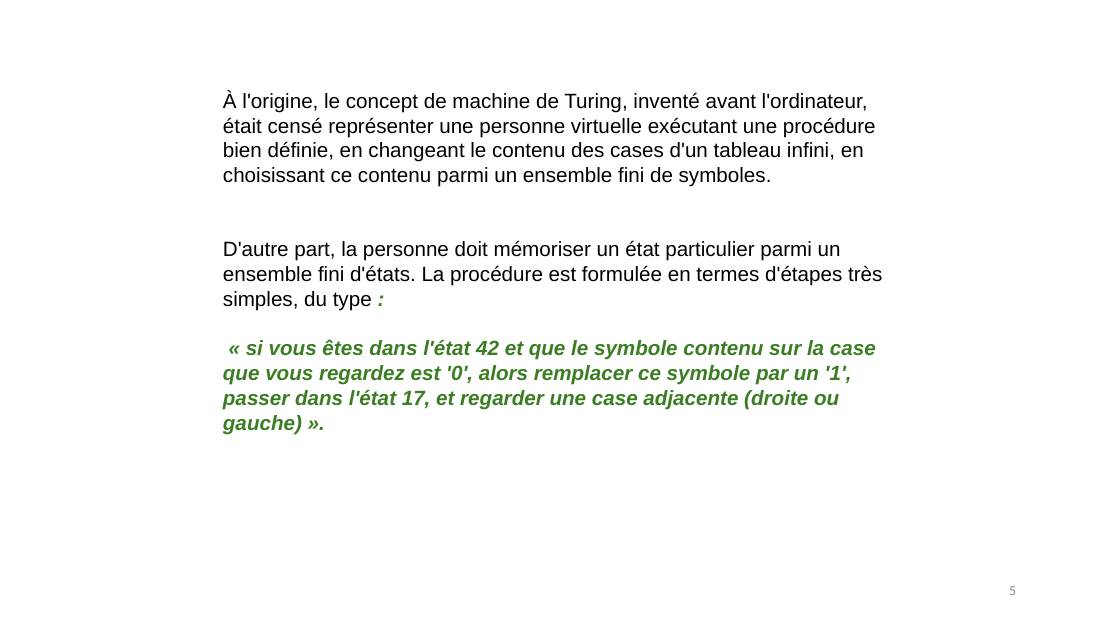 À l'origine, le concept de machine de Turing, inventé avant l'ordinateur,
était censé représenter une personne virtuelle exécutant une procédure
bien définie, en changeant le contenu des cases d'un tableau infini, en
choisissant ce contenu parmi un ensemble fini de symboles.
D'autre part, la personne doit mémoriser un état particulier parmi un
ensemble fini d'états. La procédure est formulée en termes d'étapes très
simples, du type :
« si vous êtes dans l'état 42 et que le symbole contenu sur la case
que vous regardez est '0', alors remplacer ce symbole par un '1',
passer dans l'état 17, et regarder une case adjacente (droite ou
gauche) ».
5